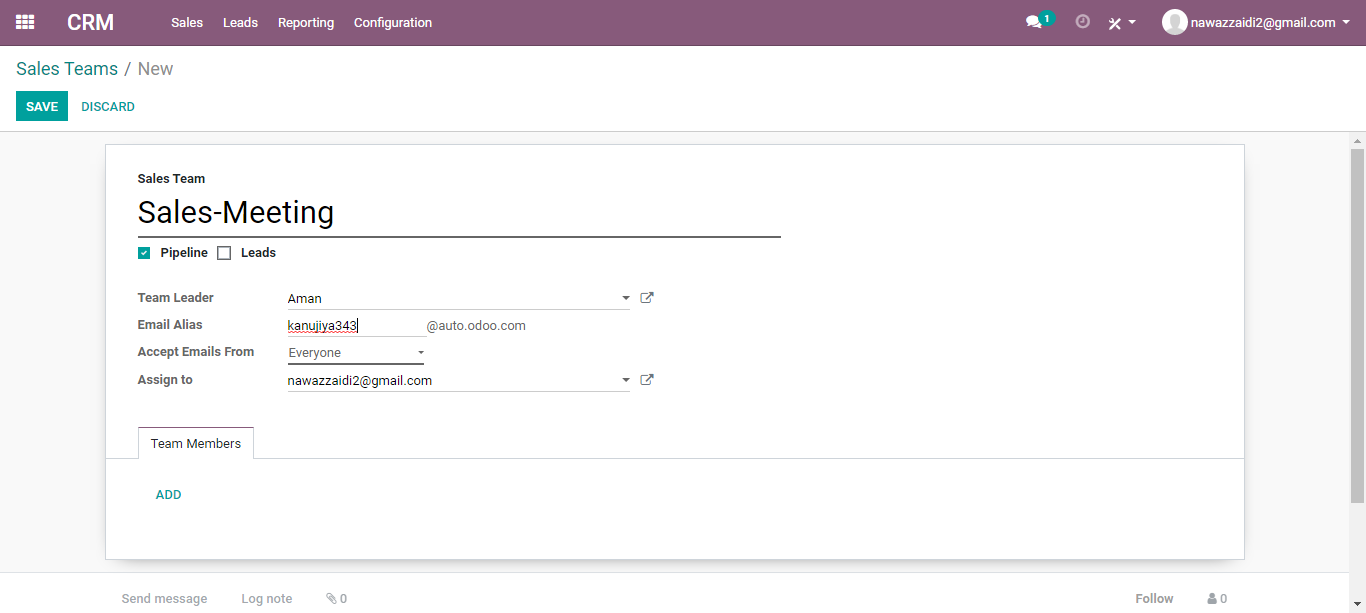 CRM Sales Leads Reporting Configuration 1 nawazzaidi2@gmail.com
Sales Teams / New
SAVE DISCARD
Sales Team
Sales-Meeting
Pipeline Leads
Team Leader Aman
Email Alias kanujiya343 @auto.odoo.com
Accept Emails From Everyone
Assign to nawazzaidi2@gmail.com
Team Members
ADD
Send message Log note 0 Follow 0